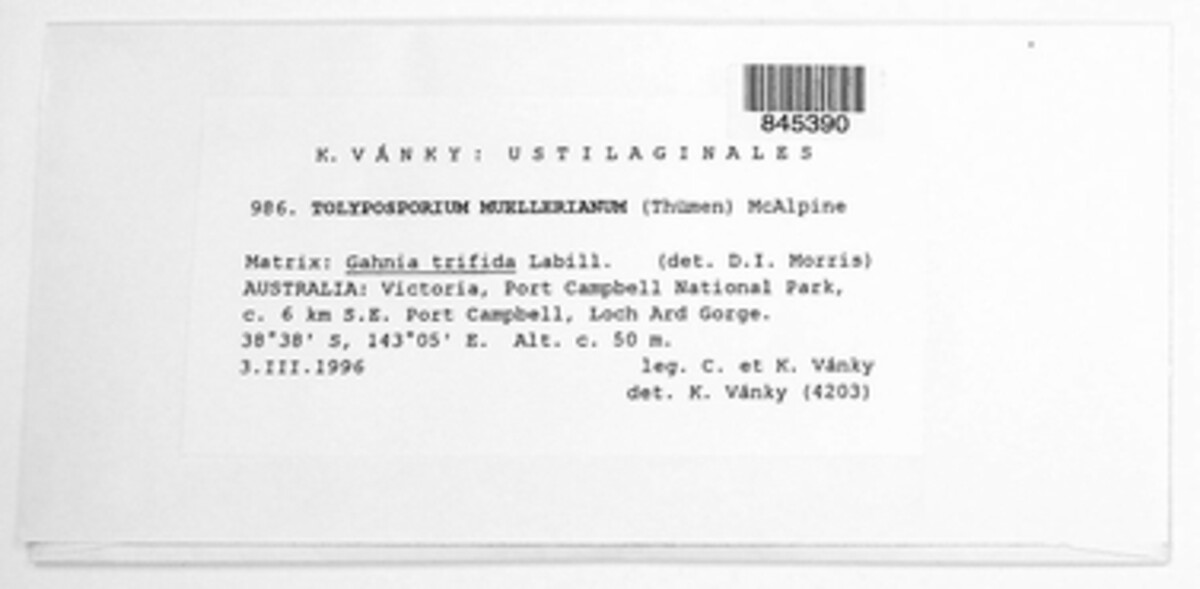 845390
K. VÁNKY: USTILAGINALES
986. TOLYPOSPORIUM MUELLERIANUM (Thümen) McAlpine
Matrix: Gahnia trifida Labill. (det. D.I. Morris)
AUSTRALIA: Victoria, Port Campbell National Park,
c. 6 km S.E. Port Campbell, Loch Ard Gorge.
38°38' S, 143°05' E. Alt. c. 50 m.
3.III.1996 leg. C. et K. Vánky
det. K. Vánky (4203)